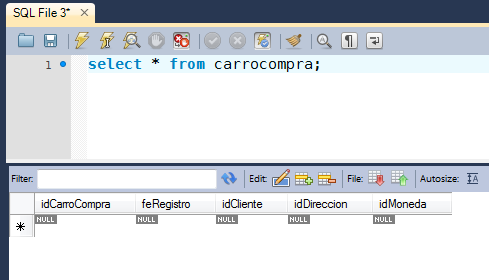 SQL File 3*
1 select * from carrocompra;
Filter: Edit: File: Autosize:
idCarroCompra feRegistro idCliente idDireccion idMoneda
NULL NULL NULL NULL NULL